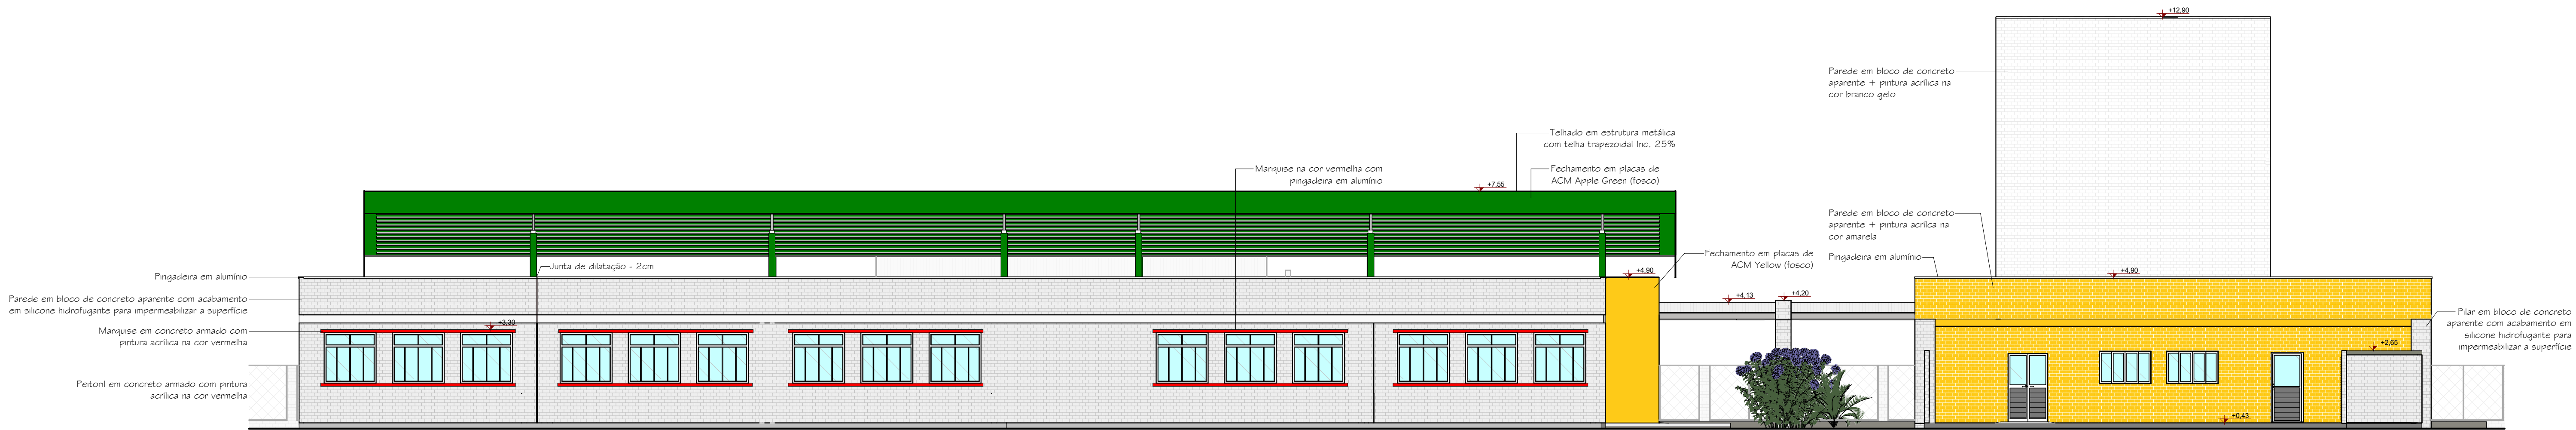 +12,90
Parede em bloco de concreto
aparente + pintura acrílica na
cor branco gelo
Telhado em estrutura metálica
com telha trapezoidal Inc. 25%
Marquise na cor vermelha com
pingadeira em alumínio
Fechamento em placas de
ACM Apple Green (fosco)
+7,55
Parede em bloco de concreto
aparente + pintura acrílca na
cor amarela
Fechamento em placas de
ACM Yellow (fosco)
Pingadeira em alumínio
Pingadeira em alumínio
Junta de dilatação - 2cm
+4,90
+4,90
Parede em bloco de concreto aparente com acabamento
em silicone hidrofugante para impermeabilizar a superfície
+4,13
+4,20
Marquise em concreto armado com
pintura acrílica na cor vermelha
+3,30
Pilar em bloco de concreto
aparente com acabamento em
silicone hidrofugante para
impermeabilizar a superfície
+2,65
Peitoril em concreto armado com pintura
acrílica na cor vermelha
+0,43